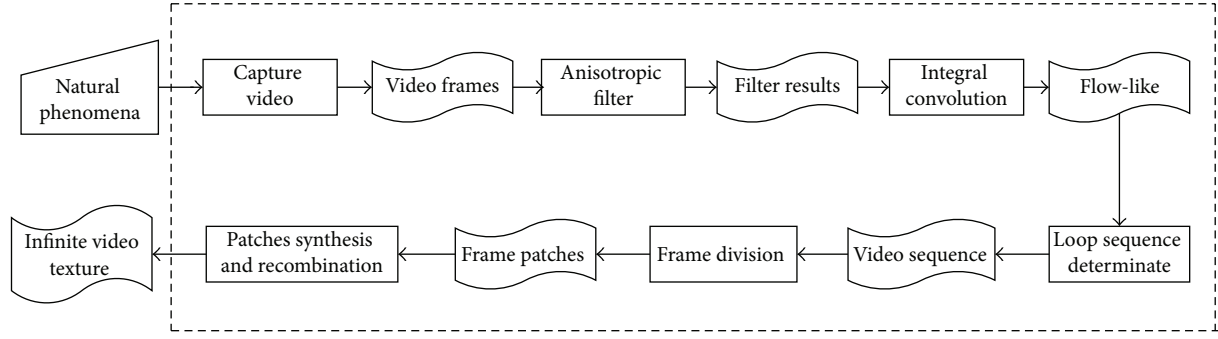 Natural
phenomena
Capture
video
Video frames
Anisotropic
filter
Filter results
Integral
convolution
Flow-like
Infinite video
texture
Patches synthesis
and recombination
Frame patches
Frame division
Video sequence
Loop sequence
determinate